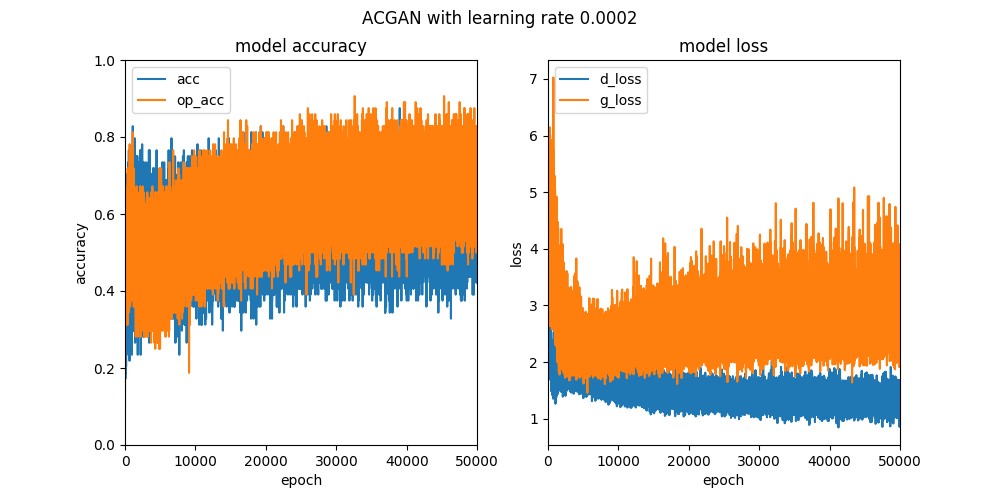 ACGAN with learning rate 0.0002
model accuracy
acc
op_acc
1.0
0.8
0.6
0.4
0.2
0.0
accuracy
0
10000
20000
30000
40000
50000
epoch
model loss
d_loss
g_loss
7
6
5
4
3
2
1
loss
0
10000
20000
30000
40000
50000
epoch